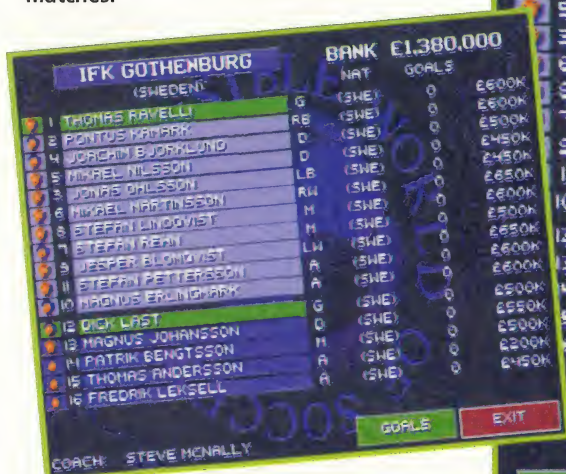 matches.
IFK GOTHENBURG
(SWEDEN)
BANK £1,380,000
NAT GOALS
1 THOMAS RAVELLI G (SWE) 0 £600K
2 PONTUS KAMARK RB (SWE) 0 £600K
4 JOACHIM BJORKLUND D (SWE) 0 £500K
5 MIKAEL NILSSON D (SWE) 0 £450K
3 JONAS OHLSSON LB (SWE) 0 £450K
6 MIKAEL MARTINSSON RW (SWE) 0 £650K
8 STEFAN LINDQVIST M (SWE) 0 £600K
7 STEFAN REHN M (SWE) 0 £500K
9 JESPER BLOMQVIST LW (SWE) 0 £650K
11 STEFAN PETTERSSON A (SWE) 0 £600K
10 MAGNUS ERLINGMARK A (SWE) 0 £600K
12 DICK LAST G (SWE) 0 £500K
13 MAGNUS JOHANSSON D (SWE) 0 £550K
14 PATRIK BENGTSSON M (SWE) 0 £500K
15 THOMAS ANDERSSON A (SWE) 0 £200K
16 FREDRIK LEKSELL A (SWE) 0 £450K
COACH: STEVE MCNALLY
GOALS
EXIT